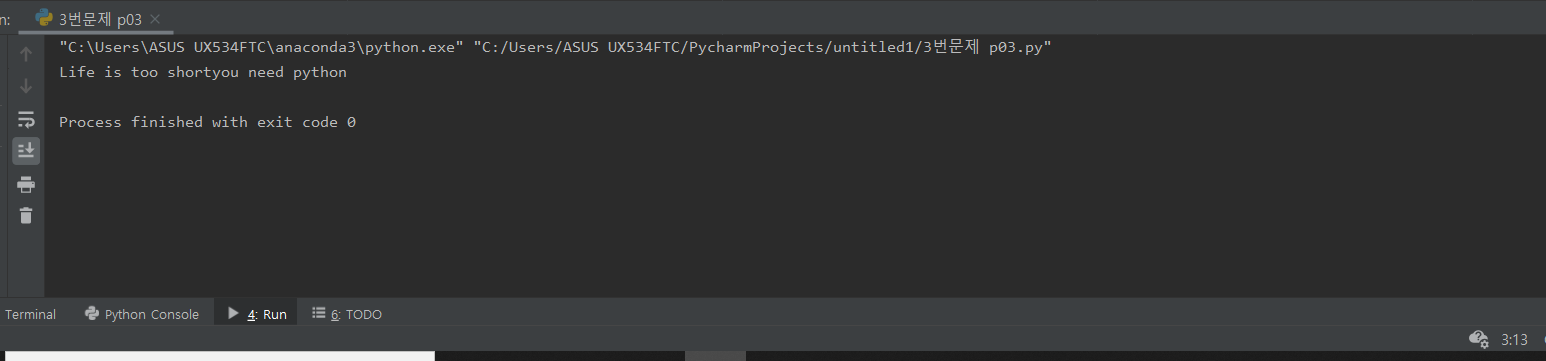 n:
3번문제 p03
"C:\Users\ASUS UX534FTC\anaconda3\python.exe" "C:/Users/ASUS UX534FTC/PycharmProjects/untitled1/3번문제 p03.py"
Life is too shortyou need python
Process finished with exit code 0
Terminal Python Console 4: Run 6: TODO
3:13